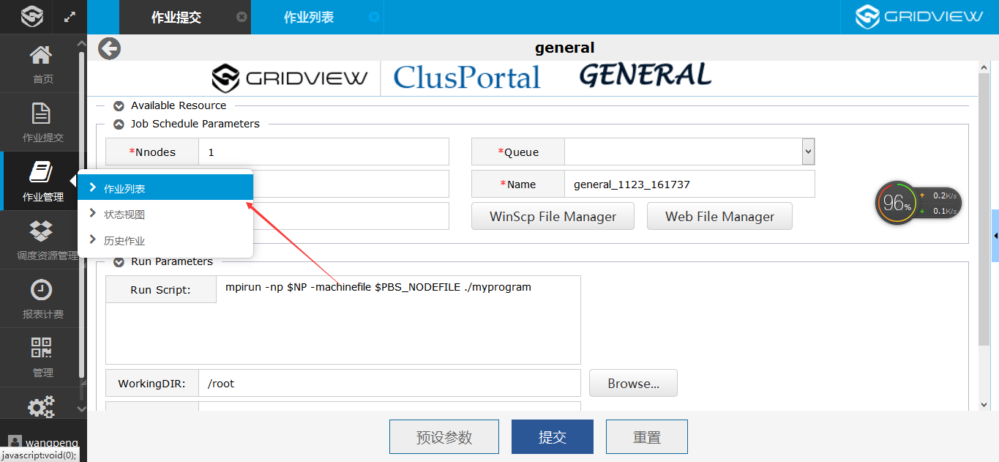 作业提交
作业列表
GRIDVIEW
general
首页
作业提交
作业管理
调度资源管理
报表计费
管理
wangpeng
javascript:void(0);
作业列表
状态视图
历史作业
GRIDVIEW
ClusPortal
GENERAL
Available Resource
Job Schedule Parameters
*Nnodes
1
*Queue
*Name
general_1123_161737
WinScp File Manager
Web File Manager
96%
0.2K/s
0.1K/s
Run Parameters
Run Script:
mpirun -np $NP -machinefile $PBS_NODEFILE ./myprogram
WorkingDIR:
/root
Browse...
预设参数
提交
重置